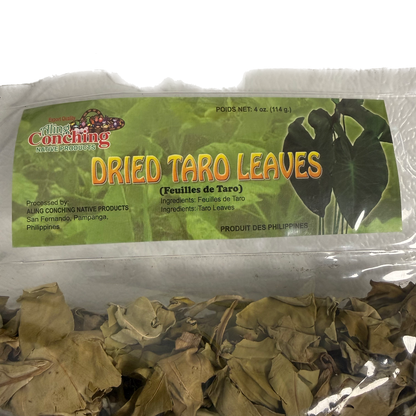 POIDS NET: 4 oz. (114 g.)
Aling
Conching
NATIVE PRODUCTS
DRIED TARO LEAVES
(Feuilles de Taro)
Processed by:
ALING CONCHING NATIVE PRODUCTS
San Fernando, Pampanga,
Philippines
Ingredients: Feuilles de Taro
Ingredients: Taro Leaves
PRODUIT DES PHILIPPINES